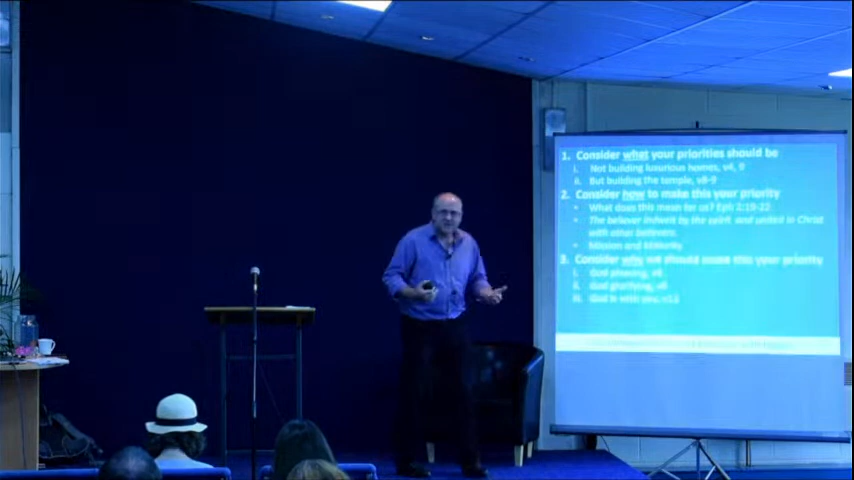 1. Consider what your priorities should be
i. Not building luxurious homes, v4, 9
ii. But building the temple, v8-9
2. Consider how to make this your priority
• What does this mean for us? Eph 2:19-22
• The believer indwelt by the spirit and united in Christ
with other believers
• Mission and Maturity
3. Consider why we should make this your priority
i. God pleasing, v8
ii. God glorifying, v8
iii. God is with you, v13